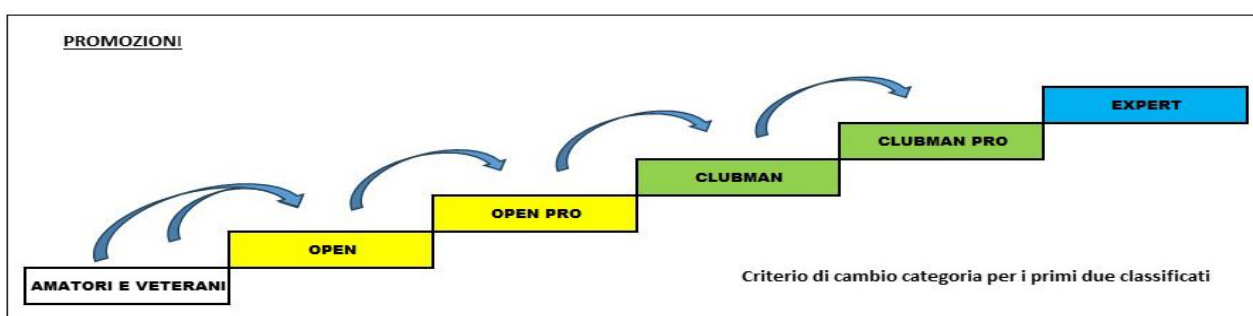 PROMOZIONI
EXPERT
CLUBMAN PRO
CLUBMAN
OPEN PRO
OPEN
AMATORI E VETERANI
Criterio di cambio categoria per i primi due classificati